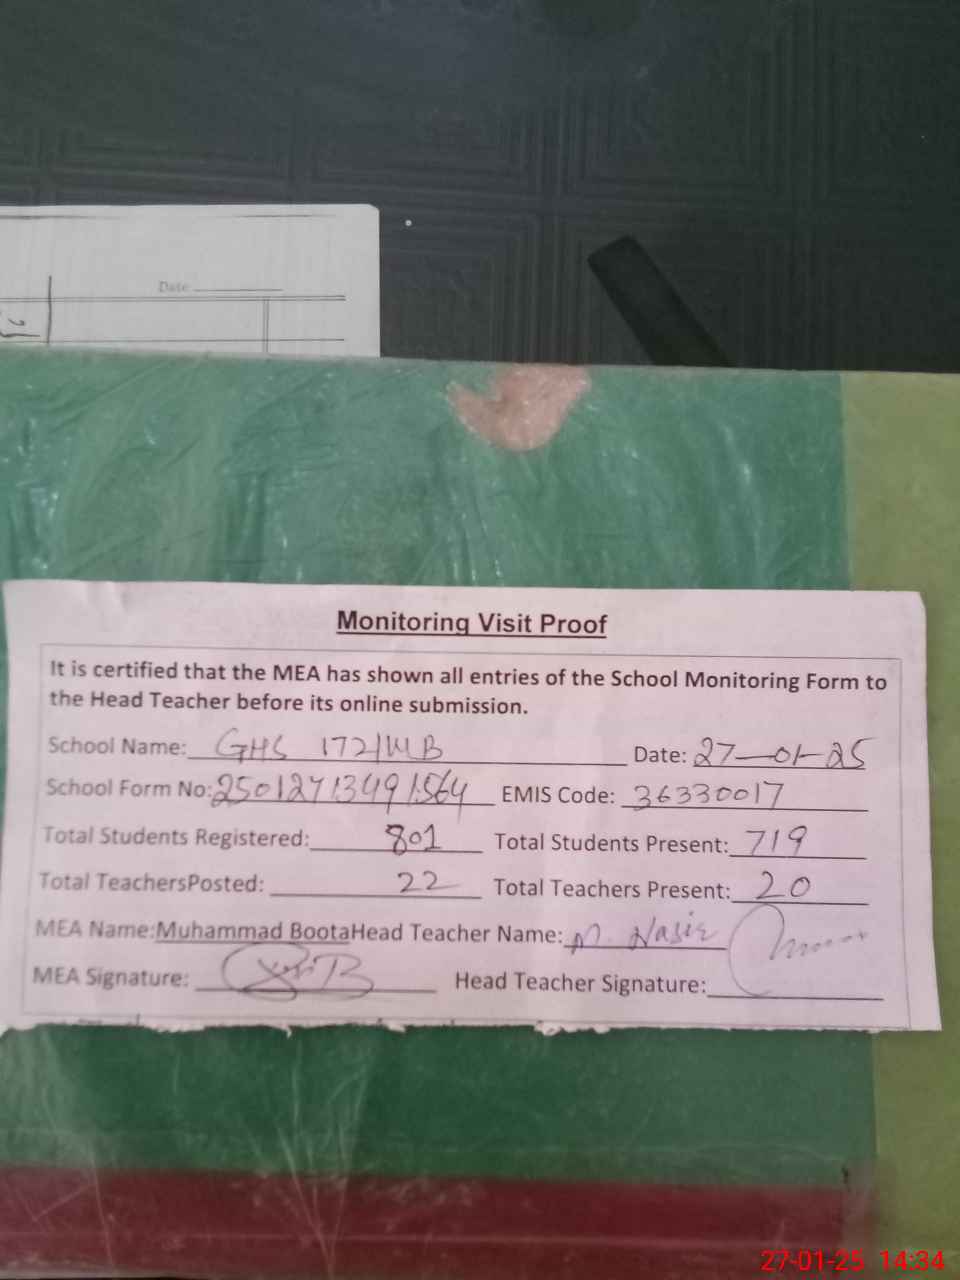 Date
Monitoring Visit Proof
It is certified that the MEA has shown all entries of the School Monitoring Form to
the Head Teacher before its online submission.
School Name: GHS 172/WB Date: 27-01-25
School Form No: 25012713491564 EMIS Code: 36330017
Total Students Registered: 801 Total Students Present: 719
Total TeachersPosted: 22 Total Teachers Present: 20
MEA Name:Muhammad BootaHead Teacher Name: M. Nasir
MEA Signature: Head Teacher Signature:
27-01-25 14:34